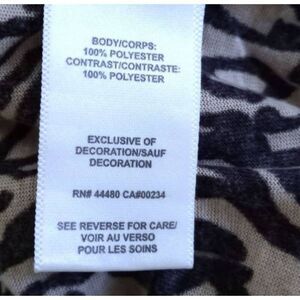 BODY/CORPS:
100% POLYESTER
CONTRAST/CONTRASTE:
100% POLYESTER
EXCLUSIVE OF
DECORATION/SAUF
DECORATION
RN# 44480 CA#00234
SEE REVERSE FOR CARE/
VOIR AU VERSO
POUR LES SOINS